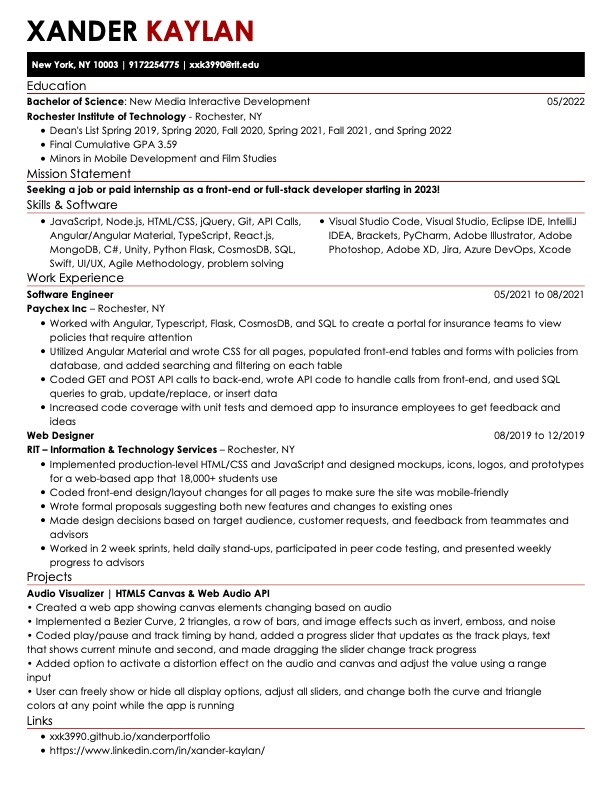 XANDER KAYLAN
New York, NY 10003 | 9172254775 | xxk3990@rit.edu
Education
Bachelor of Science: New Media Interactive Development 05/2022
Rochester Institute of Technology - Rochester, NY
• Dean's List Spring 2019, Spring 2020, Fall 2020, Spring 2021, Fall 2021, and Spring 2022
• Final Cumulative GPA 3.59
• Minors in Mobile Development and Film Studies
Mission Statement
Seeking a job or paid internship as a front-end or full-stack developer starting in 2023!
Skills & Software
• JavaScript, Node.js, HTML/CSS, jQuery, Git, API Calls,
Angular/Angular Material, TypeScript, React.js,
MongoDB, C#, Unity, Python Flask, CosmosDB, SQL,
Swift, UI/UX, Agile Methodology, problem solving
• Visual Studio Code, Visual Studio, Eclipse IDE, IntelliJ
IDEA, Brackets, PyCharm, Adobe Illustrator, Adobe
Photoshop, Adobe XD, Jira, Azure DevOps, Xcode
Work Experience
Software Engineer 05/2021 to 08/2021
Paychex Inc – Rochester, NY
• Worked with Angular, Typescript, Flask, CosmosDB, and SQL to create a portal for insurance teams to view
policies that require attention
• Utilized Angular Material and wrote CSS for all pages, populated front-end tables and forms with policies from
database, and added searching and filtering on each table
• Coded GET and POST API calls to back-end, wrote API code to handle calls from front-end, and used SQL
queries to grab, update/replace, or insert data
• Increased code coverage with unit tests and demoed app to insurance employees to get feedback and
ideas
Web Designer 08/2019 to 12/2019
RIT – Information & Technology Services – Rochester, NY
• Implemented production-level HTML/CSS and JavaScript and designed mockups, icons, logos, and prototypes
for a web-based app that 18,000+ students use
• Coded front-end design/layout changes for all pages to make sure the site was mobile-friendly
• Wrote formal proposals suggesting both new features and changes to existing ones
• Made design decisions based on target audience, customer requests, and feedback from teammates and
advisors
• Worked in 2 week sprints, held daily stand-ups, participated in peer code testing, and presented weekly
progress to advisors
Projects
Audio Visualizer | HTML5 Canvas & Web Audio API
• Created a web app showing canvas elements changing based on audio
• Implemented a Bezier Curve, 2 triangles, a row of bars, and image effects such as invert, emboss, and noise
• Coded play/pause and track timing by hand, added a progress slider that updates as the track plays, text
that shows current minute and second, and made dragging the slider change track progress
• Added option to activate a distortion effect on the audio and canvas and adjust the value using a range
input
• User can freely show or hide all display options, adjust all sliders, and change both the curve and triangle
colors at any point while the app is running
Links
• xxk3990.github.io/xanderportfolio
• https://www.linkedin.com/in/xander-kaylan/